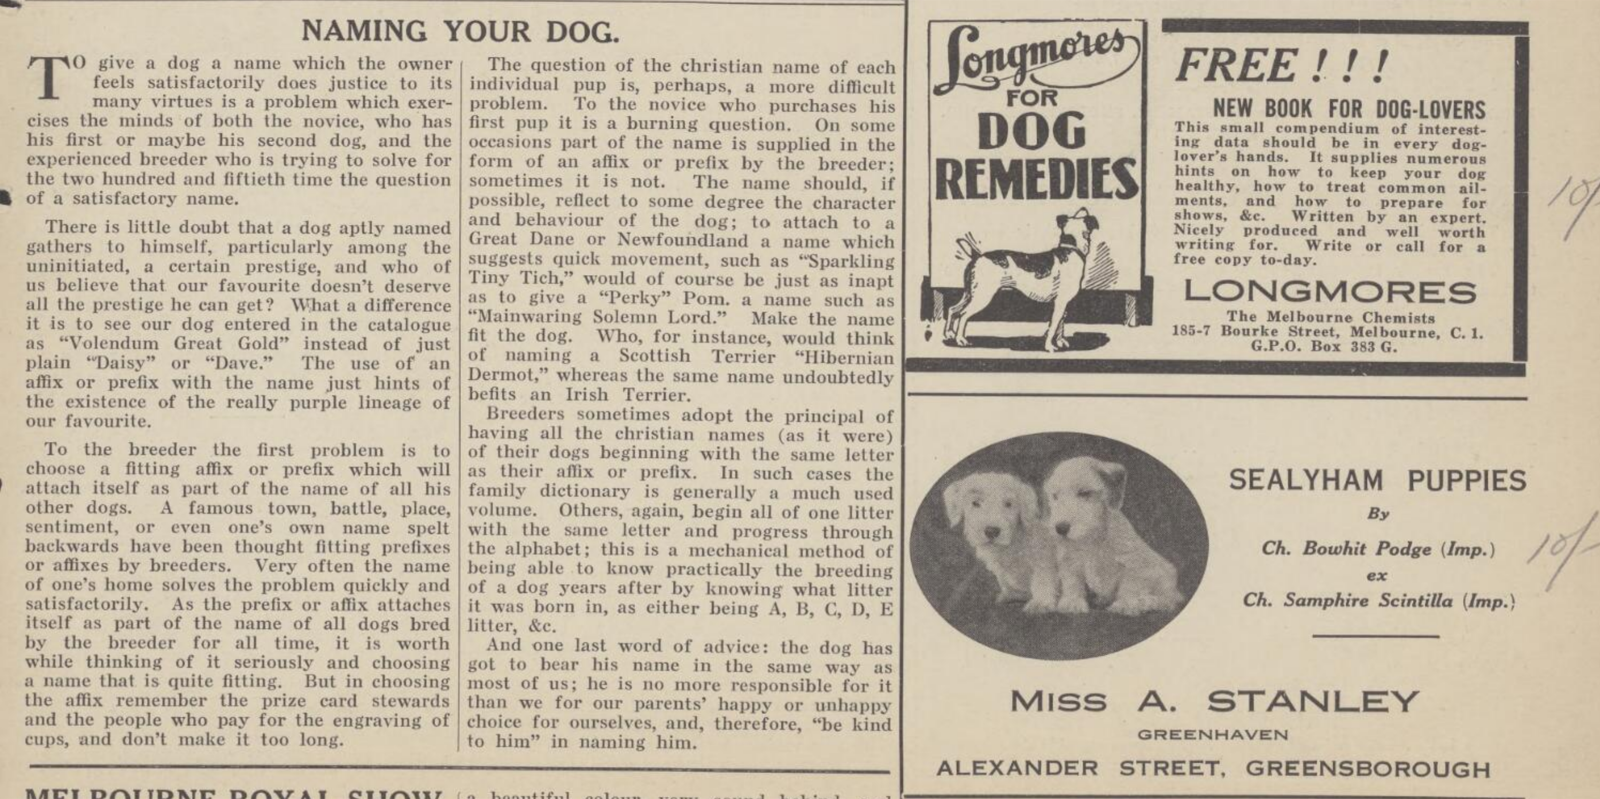 NAMING YOUR DOG.
TO give a dog a name which the owner
feels satisfactorily does justice to its
many virtues is a problem which exer-
cises the minds of both the novice, who has
his first or maybe his second dog, and the
experienced breeder who is trying to solve for
the two hundred and fiftieth time the question
of a satisfactory name.
There is little doubt that a dog aptly named
gathers to himself, particularly among the
uninitiated, a certain prestige, and who of
us believe that our favourite doesn't deserve
all the prestige he can get? What a difference
it is to see our dog entered in the catalogue
as "Volendum Great Gold" instead of just
plain "Daisy" or "Dave." The use of an
affix or prefix with the name just hints of
the existence of the really purple lineage of
our favourite.
To the breeder the first problem is to
choose a fitting affix or prefix which will
attach itself as part of the name of all his
other dogs. A famous town, battle, place,
sentiment, or even one's own name spelt
backwards have been thought fitting prefixes
or affixes by breeders. Very often the name
of one's home solves the problem quickly and
satisfactorily. As the prefix or affix attaches
itself as part of the name of all dogs bred
by the breeder for all time, it is worth
while thinking of it seriously and choosing
a name that is quite fitting. But in choosing
the affix remember the prize card stewards
and the people who pay for the engraving of
cups, and don't make it too long.
The question of the christian name of each
individual pup is, perhaps, a more difficult
problem. To the novice who purchases his
first pup it is a burning question. On some
occasions part of the name is supplied in the
form of an affix or prefix by the breeder;
sometimes it is not. The name should, if
possible, reflect to some degree the character
and behaviour of the dog; to attach to a
Great Dane or Newfoundland a name which
suggests quick movement, such as "Sparkling
Tiny Tich," would of course be just as inapt
as to give a "Perky" Pom. a name such as
"Mainwaring Solemn Lord." Make the name
fit the dog. Who, for instance, would think
of naming a Scottish Terrier "Hibernian
Dermot," whereas the same name undoubtedly
befits an Irish Terrier.
Breeders sometimes adopt the principal of
having all the christian names (as it were)
of their dogs beginning with the same letter
as their affix or prefix. In such cases the
family dictionary is generally a much used
volume. Others, again, begin all of one litter
with the same letter and progress through
the alphabet; this is a mechanical method of
being able to know practically the breeding
of a dog years after by knowing what litter
it was born in, as either being A, B, C, D, E
litter, &c.
And one last word of advice: the dog has
got to bear his name in the same way as
most of us; he is no more responsible for it
than we for our parents' happy or unhappy
choice for ourselves, and, therefore, "be kind
to him" in naming him.
MELBOURNE ROYAL SHOW
a beautiful colour, very sound behind
Longmores
FOR
DOG
REMEDIES
FREE!!!
NEW BOOK FOR DOG-LOVERS
This small compendium of interest-
ing data should be in every dog-
lover's hands. It supplies numerous
hints on how to keep your dog
healthy, how to treat common ail-
ments, and how to prepare for
shows, &c. Written by an expert.
Nicely produced and well worth
writing for. Write or call for a
free copy to-day.
LONGMORES
The Melbourne Chemists
185-7 Bourke Street, Melbourne, C. 1.
G.P.O. Box 383 G.
10/-
SEALYHAM PUPPIES
By
Ch. Bowhit Podge (Imp.)
ex
Ch. Samphire Scintilla (Imp.)
10/-
MISS A. STANLEY
GREENHAVEN
ALEXANDER STREET, GREENSBOROUGH